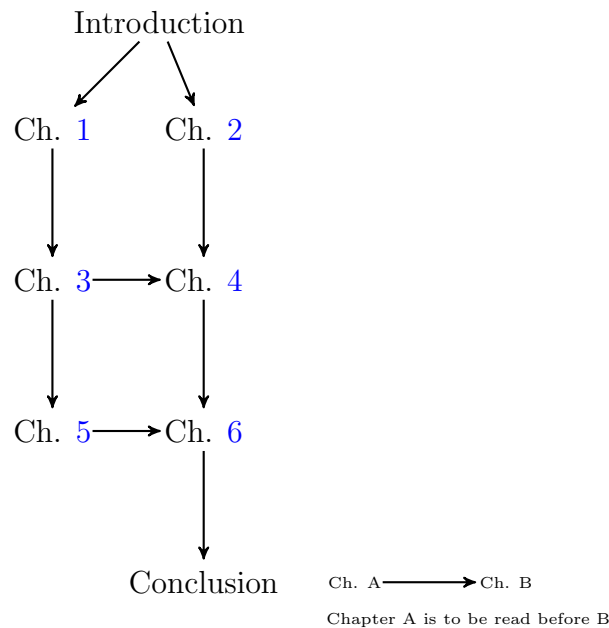 Introduction
Ch. 1 Ch. 2
Ch. 3 Ch. 4
Ch. 5 Ch. 6
Conclusion
Ch. A Ch. B
Chapter A is to be read before B